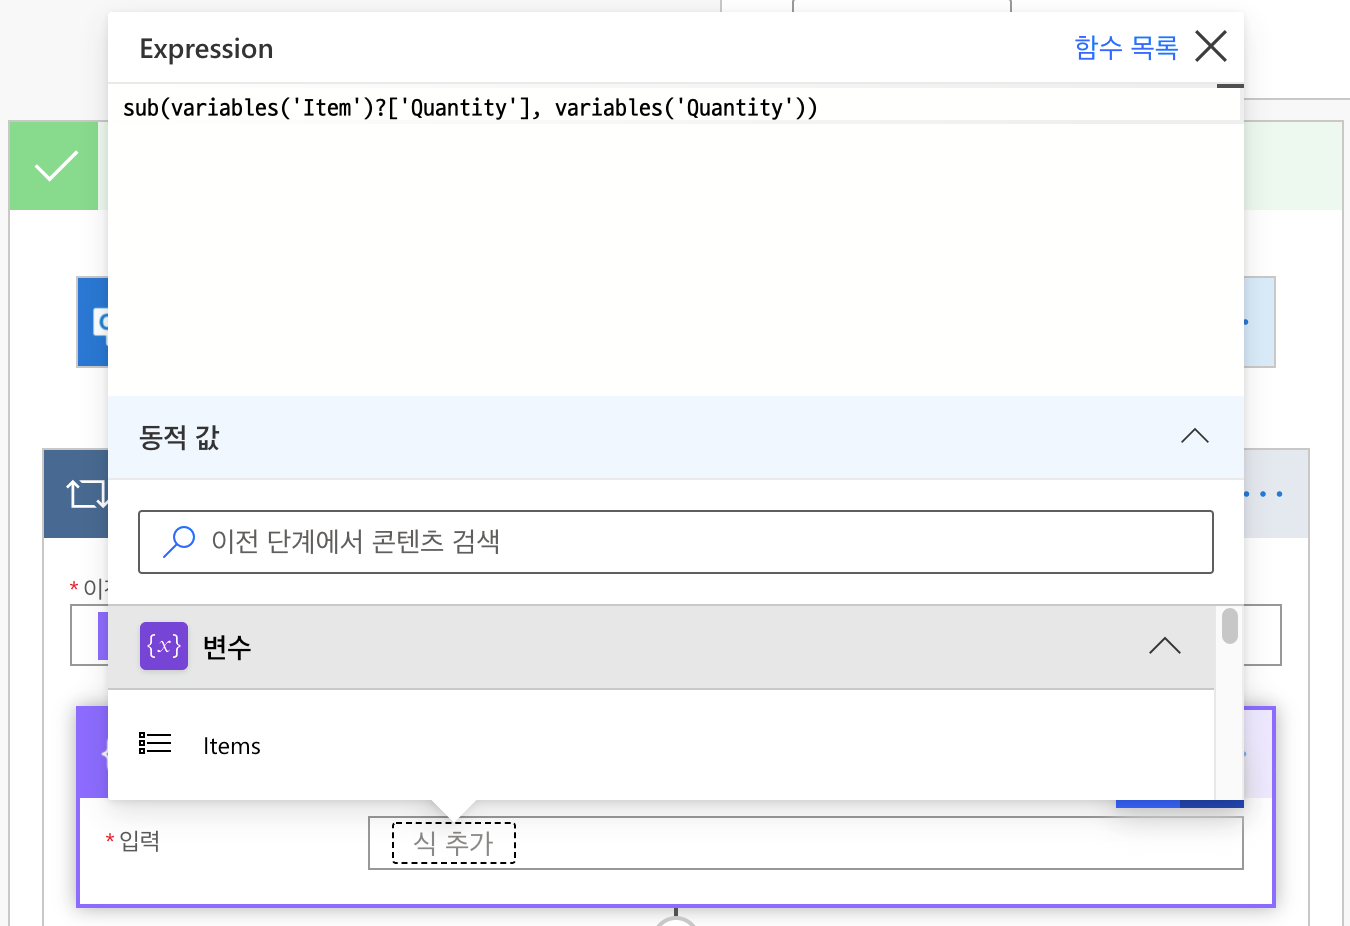 Expression
함수 목록
sub(variables('Item')?['Quantity'], variables('Quantity'))
동적 값
이전 단계에서 콘텐츠 검색
* 이
{x} 변수
Items
* 입력
식 추가